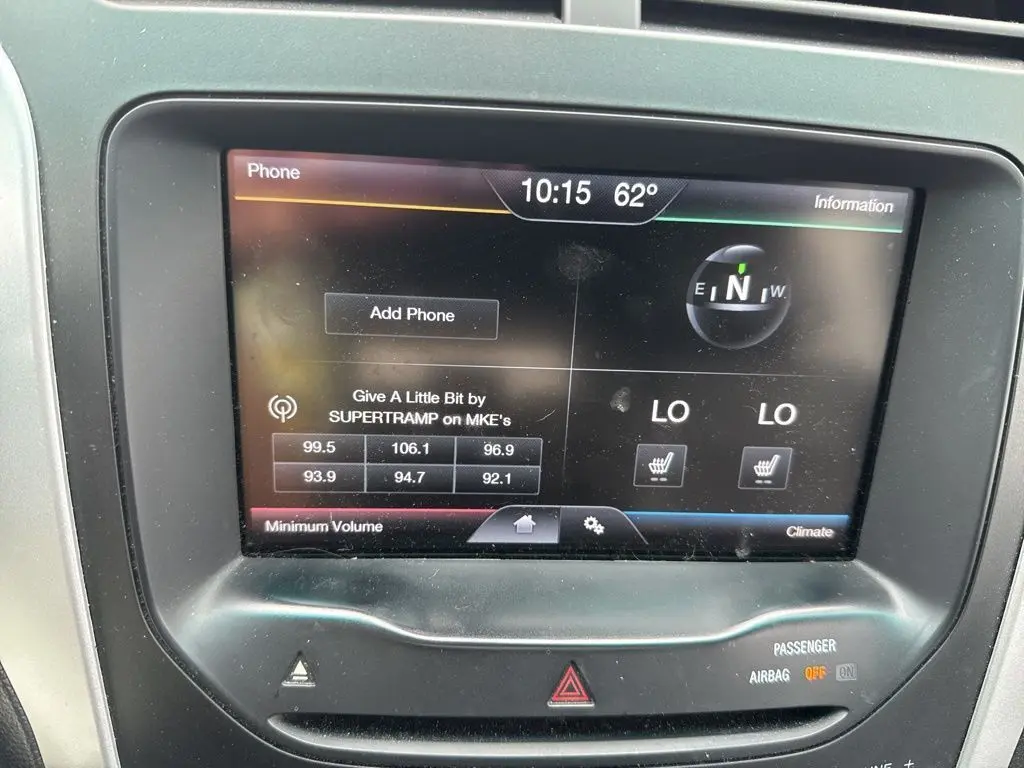 Phone
10:15 62°
Information
Add Phone
E N W
Give A Little Bit by
SUPERTRAMP on MKE's
99.5 106.1 96.9
93.9 94.7 92.1
LO LO
Minimum Volume
Climate
PASSENGER
AIRBAG OFF ON
+